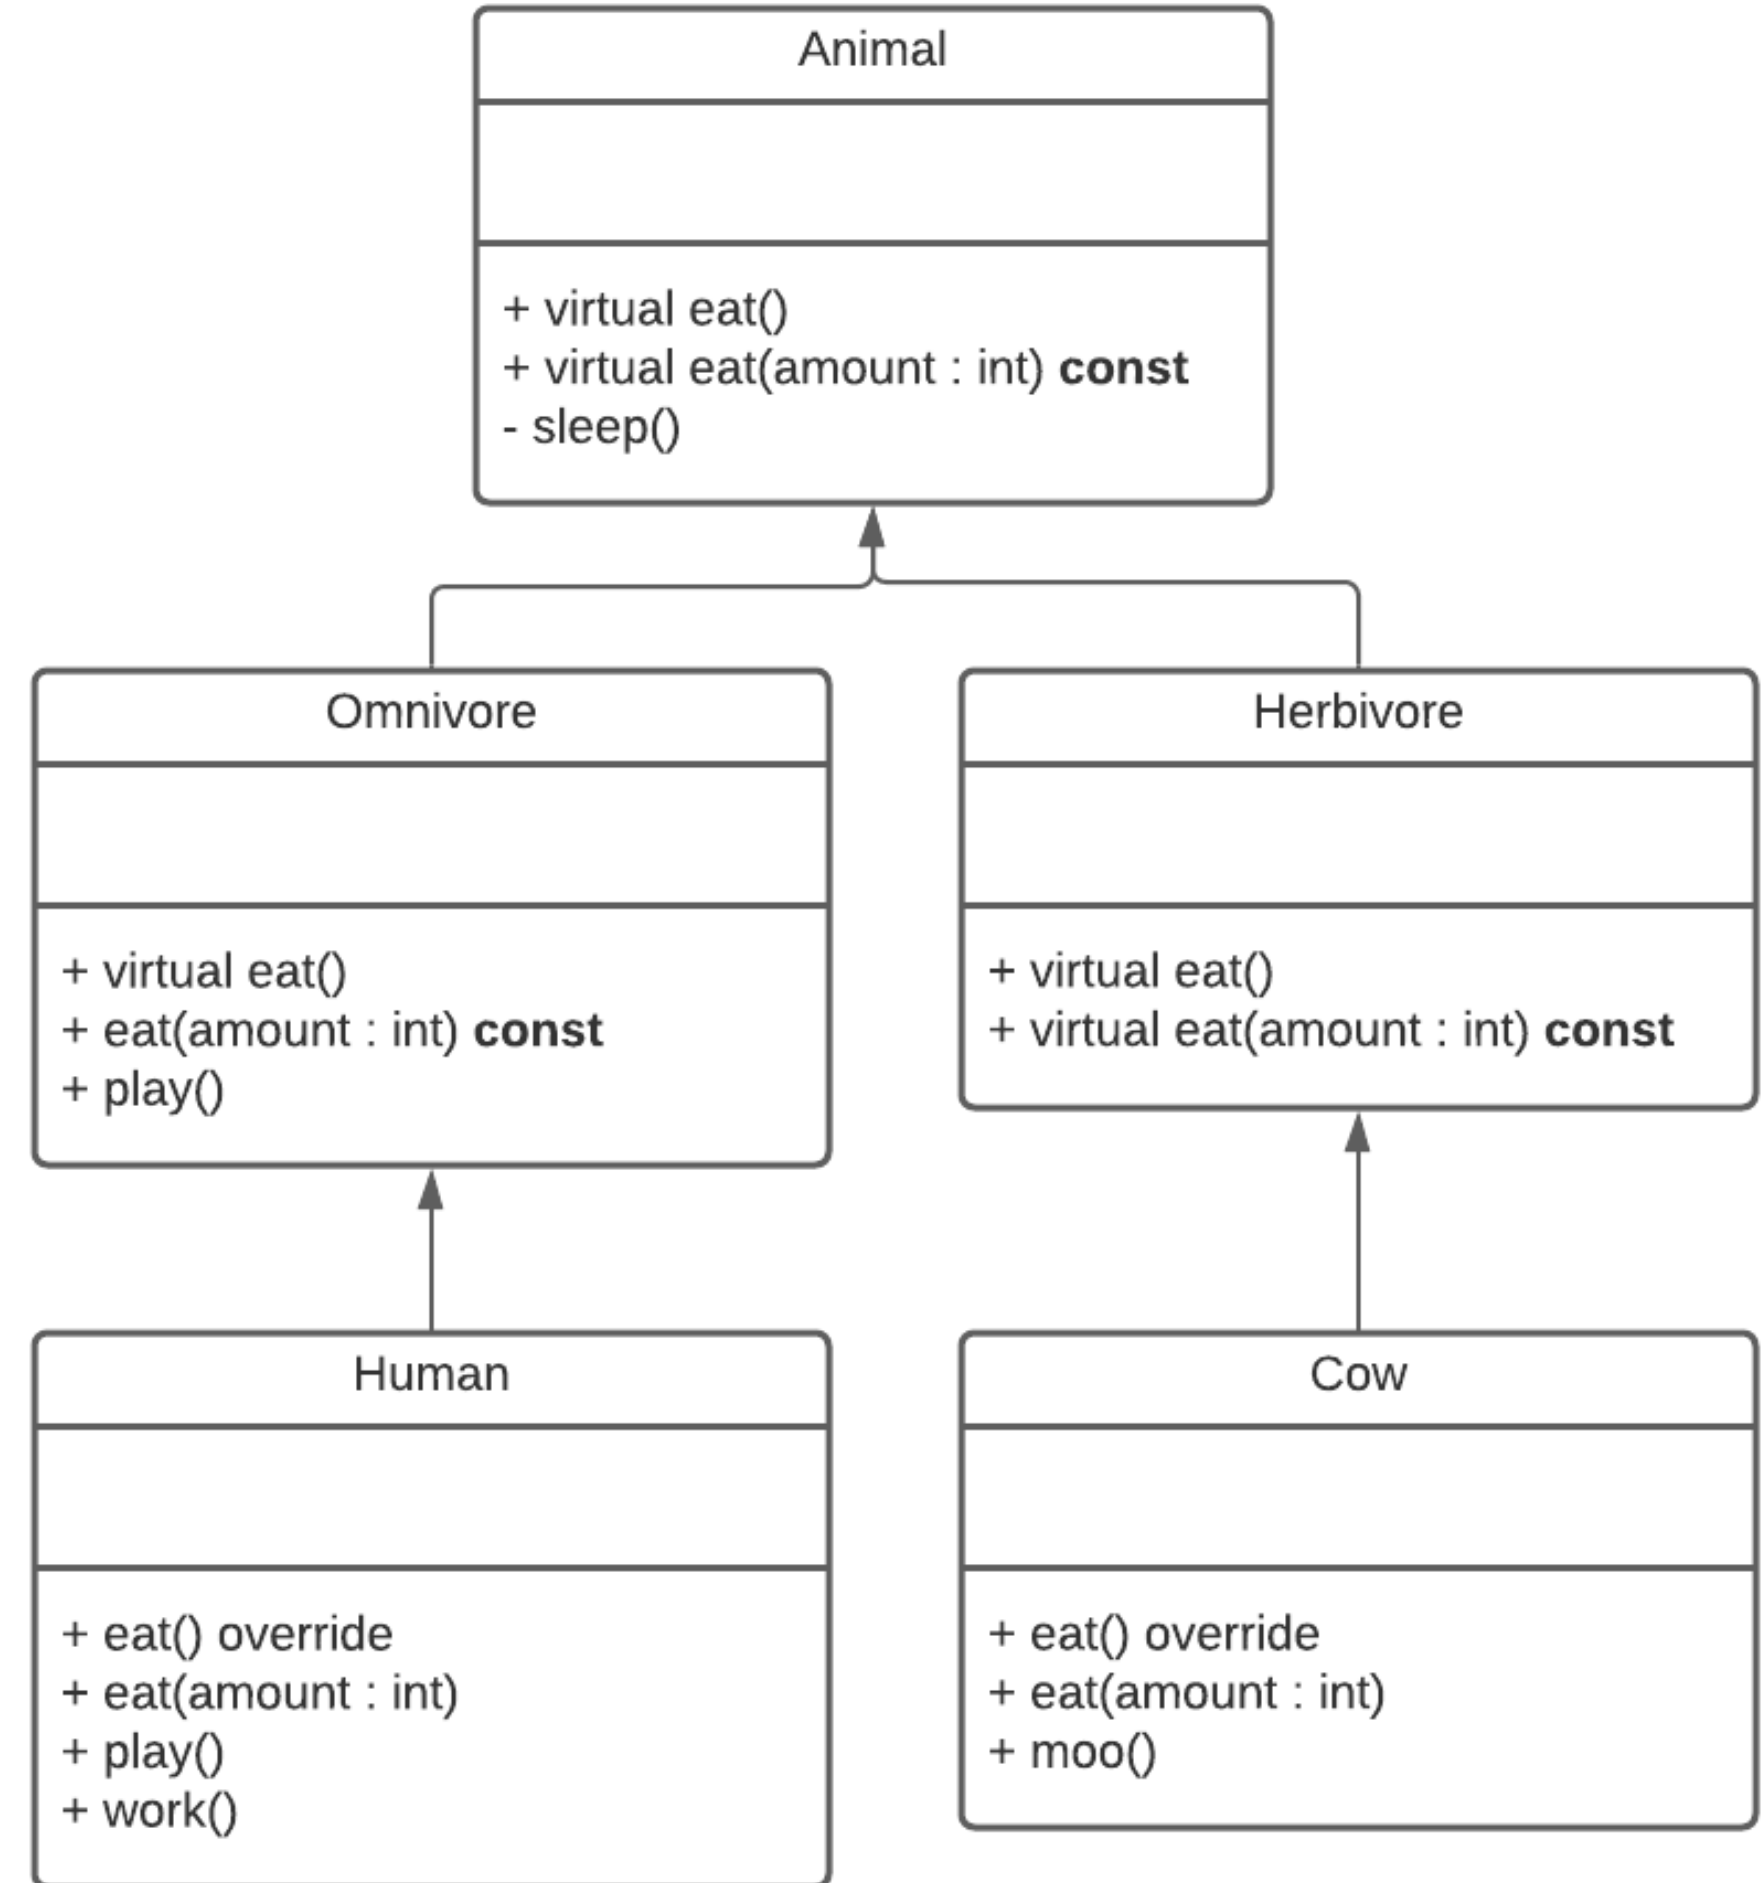 Animal
+ virtual eat()
+ virtual eat(amount : int) const
- sleep()
Omnivore
+ virtual eat()
+ eat(amount : int) const
+ play()
Herbivore
+ virtual eat()
+ virtual eat(amount : int) const
Human
+ eat() override
+ eat(amount : int)
+ play()
+ work()
Cow
+ eat() override
+ eat(amount : int)
+ moo()